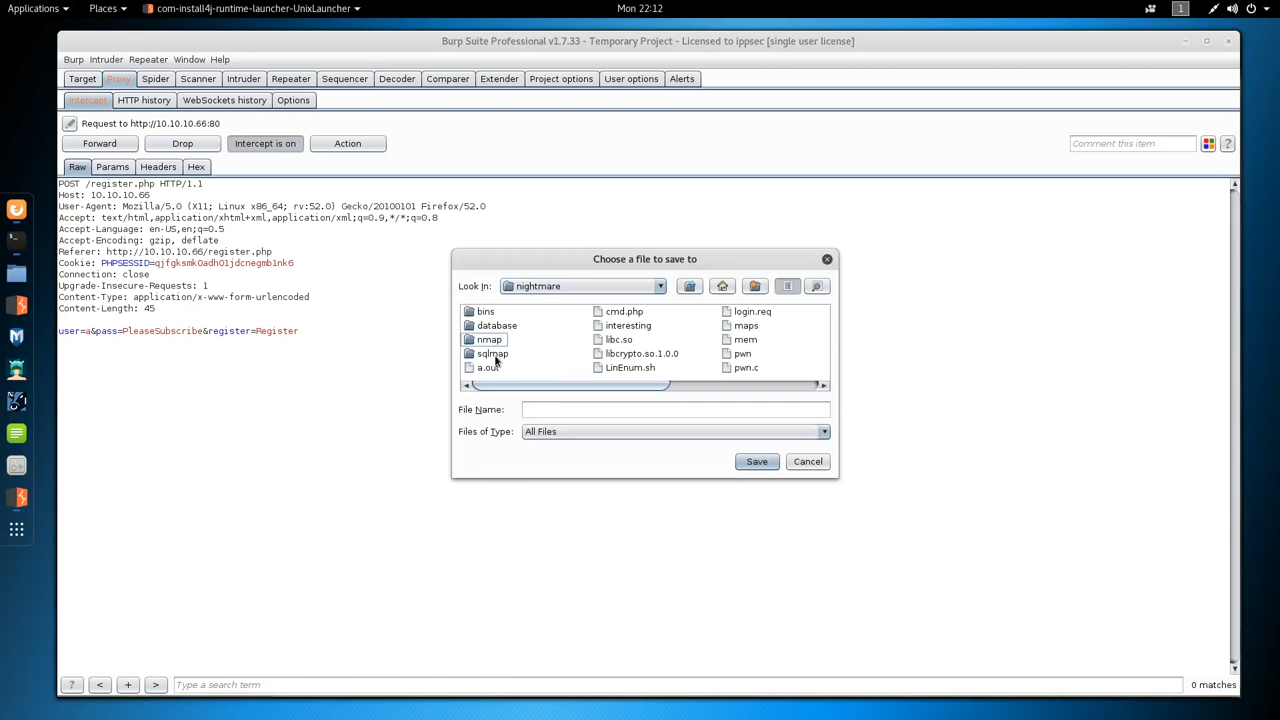 Applications Places com-install4j-runtime-launcher-UnixLauncher Mon 22:12 1
Burp Suite Professional v1.7.33 - Temporary Project - Licensed to ippsec [single user license]
Burp Intruder Repeater Window Help
Target Proxy Spider Scanner Intruder Repeater Sequencer Decoder Comparer Extender Project options User options Alerts
Intercept HTTP history WebSockets history Options
Request to http://10.10.10.66:80
Forward Drop Intercept is on Action Comment this item ?
Raw Params Headers Hex
POST /register.php HTTP/1.1
Host: 10.10.10.66
User-Agent: Mozilla/5.0 (X11; Linux x86_64; rv:52.0) Gecko/20100101 Firefox/52.0
Accept: text/html,application/xhtml+xml,application/xml;q=0.9,*/*;q=0.8
Accept-Language: en-US,en;q=0.5
Accept-Encoding: gzip, deflate
Referer: http://10.10.10.66/register.php
Cookie: PHPSESSID=qjfgksmk0adh01jdcnegmb1nk6
Connection: close
Upgrade-Insecure-Requests: 1
Content-Type: application/x-www-form-urlencoded
Content-Length: 45
user=a&pass=PleaseSubscribe&register=Register
Choose a file to save to
Look In: nightmare
bins cmd.php login.req
database interesting maps
nmap libc.so mem
sqlmap libcrypto.so.1.0.0 pwn
a.out LinEnum.sh pwn.c
File Name:
Files of Type: All Files
Save Cancel
? < + > Type a search term 0 matches